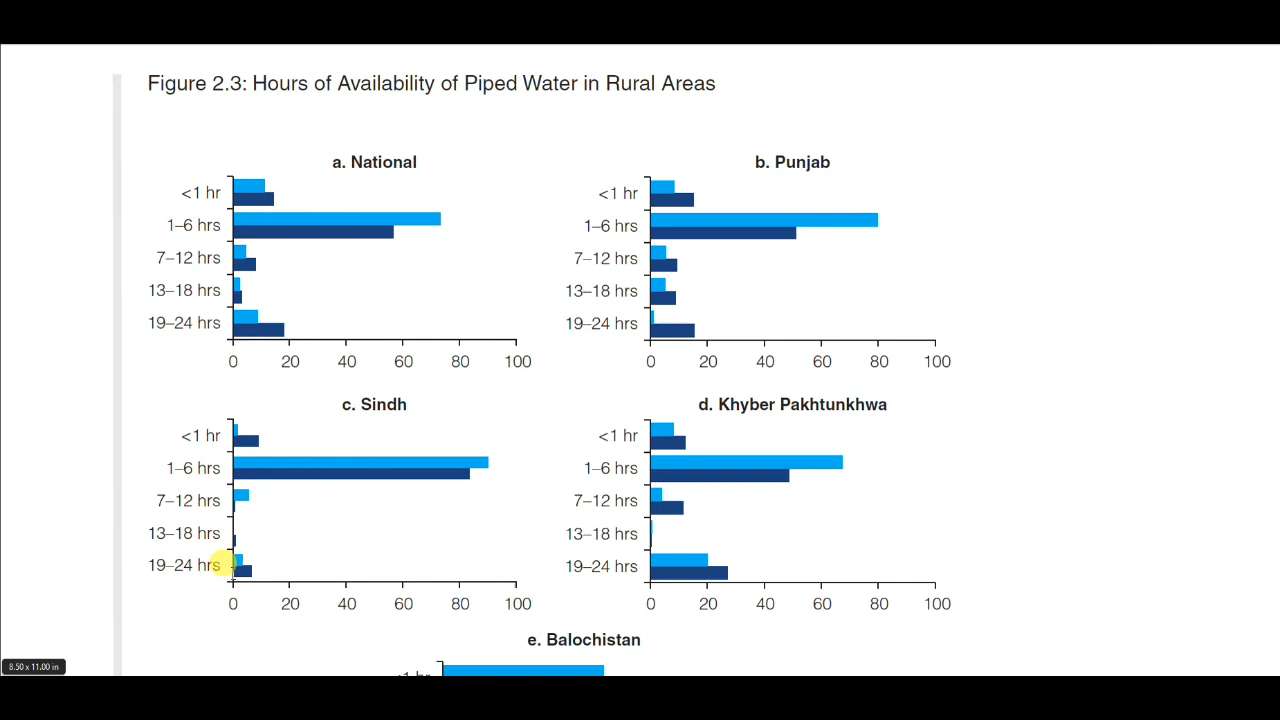 Figure 2.3: Hours of Availability of Piped Water in Rural Areas
a. National
<1 hr
1–6 hrs
7–12 hrs
13–18 hrs
19–24 hrs
0 20 40 60 80 100
b. Punjab
<1 hr
1–6 hrs
7–12 hrs
13–18 hrs
19–24 hrs
0 20 40 60 80 100
c. Sindh
<1 hr
1–6 hrs
7–12 hrs
13–18 hrs
19–24 hrs
0 20 40 60 80 100
d. Khyber Pakhtunkhwa
<1 hr
1–6 hrs
7–12 hrs
13–18 hrs
19–24 hrs
0 20 40 60 80 100
e. Balochistan
8.50 x 11.00 in